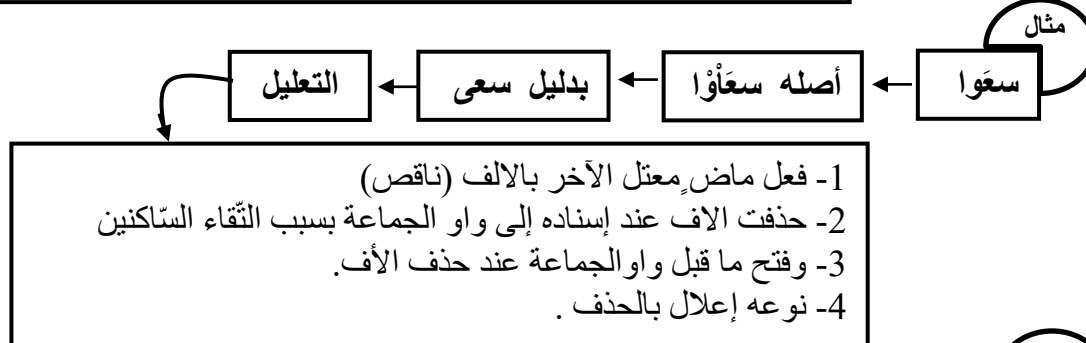 مثال
سعَوا
أصله سعَاْوْا
بدليل سعى
التعليل
1- فعل ماضٍ معتل الآخر بالالف (ناقص)
2- حذفت الاف عند إسناده إلى واو الجماعة بسبب التّقاء السّاكنين
3- وفتح ما قبل واوالجماعة عند حذف الأف.
4- نوعه إعلال بالحذف .